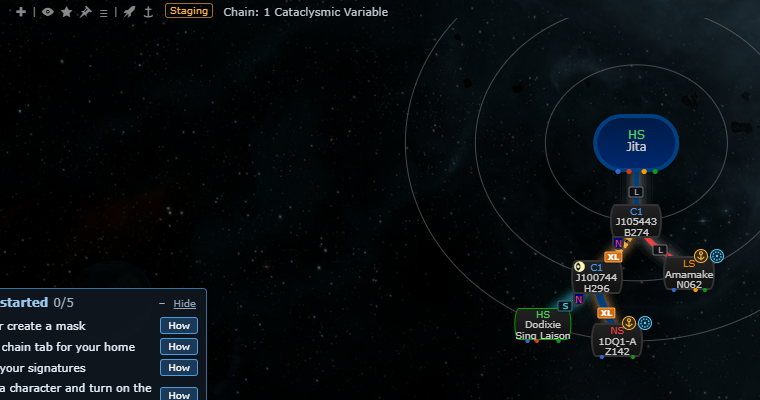 Staging Chain: 1 Cataclysmic Variable
HS
Jita
L
C1
J105443
B274
N
L
XL
LS
Amamake
N062
C1
J100744
H296
N
S
XL
HS
Dodixie
Sinq Laison
NS
1DQ1-A
Z142
started 0/5 – Hide
r create a mask How
chain tab for your home How
your signatures How
a character and turn on the How